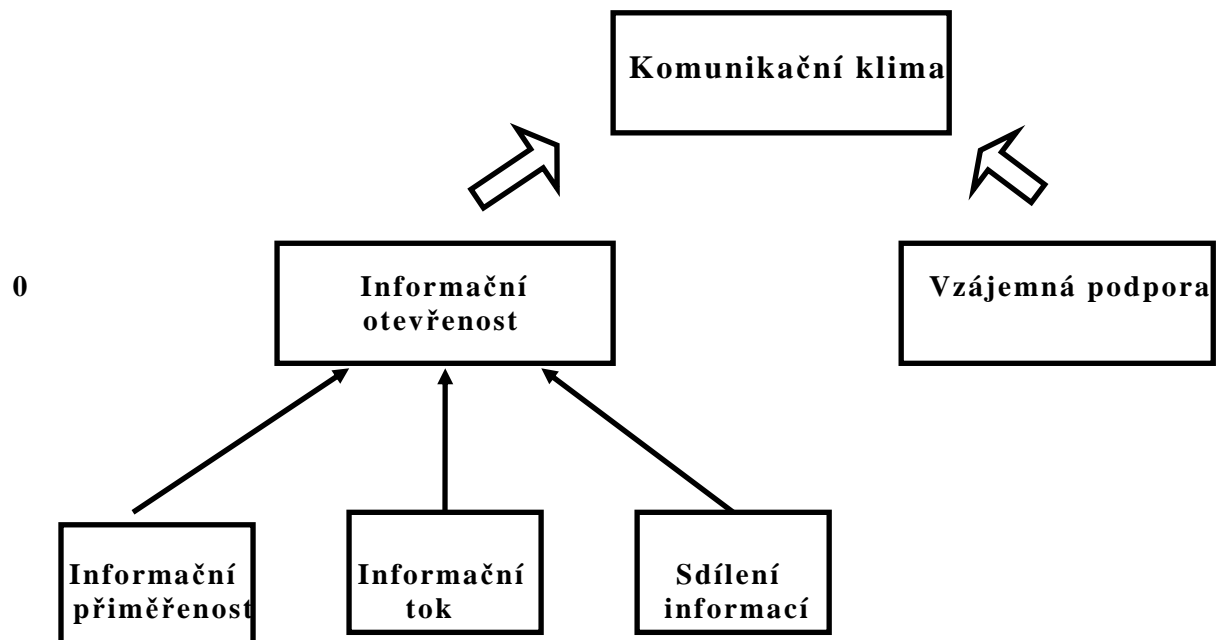 Komunikační klima
0
Informační
otevřenost
Vzájemná podpora
Informační
přiměřenost
Informační
tok
Sdílení
informací